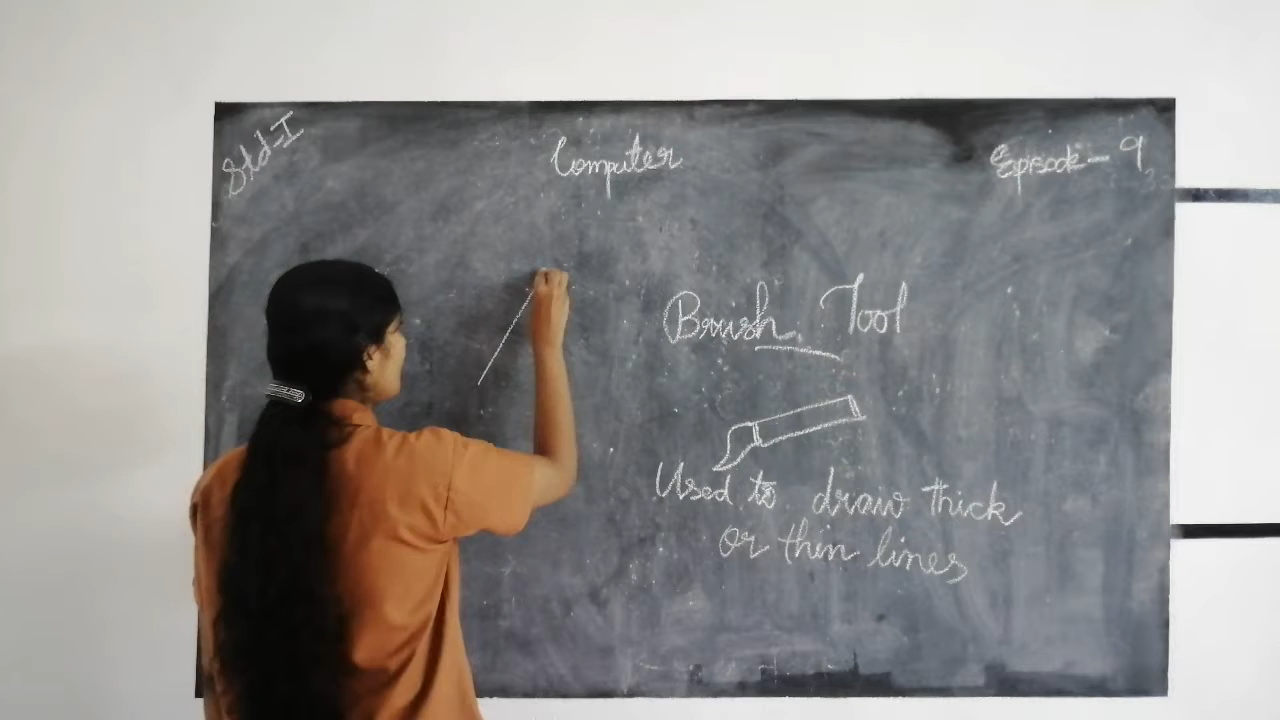 Std-I
Computer
Episode - 9
Brush Tool
Used to draw thick
or thin lines